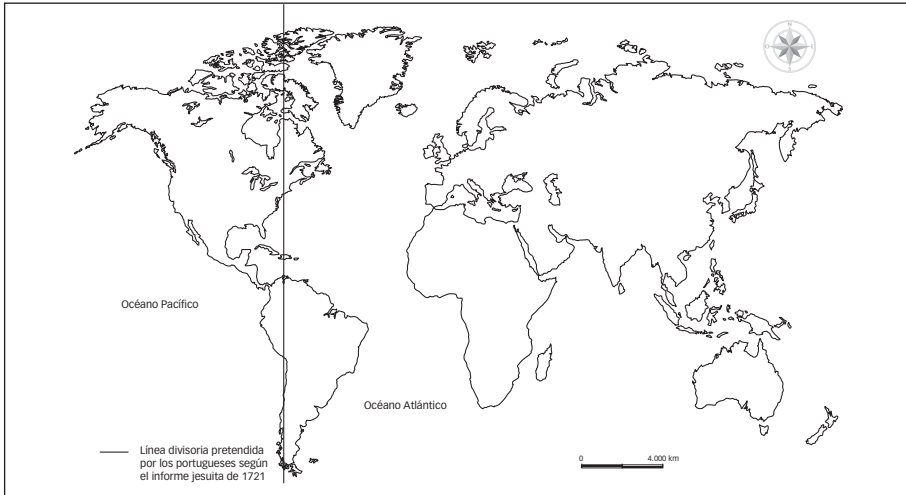 Océano Pacífico
Océano Atlántico
Línea divisoria pretendida
por los portugueses según
el informe jesuita de 1721
0 4.000 km